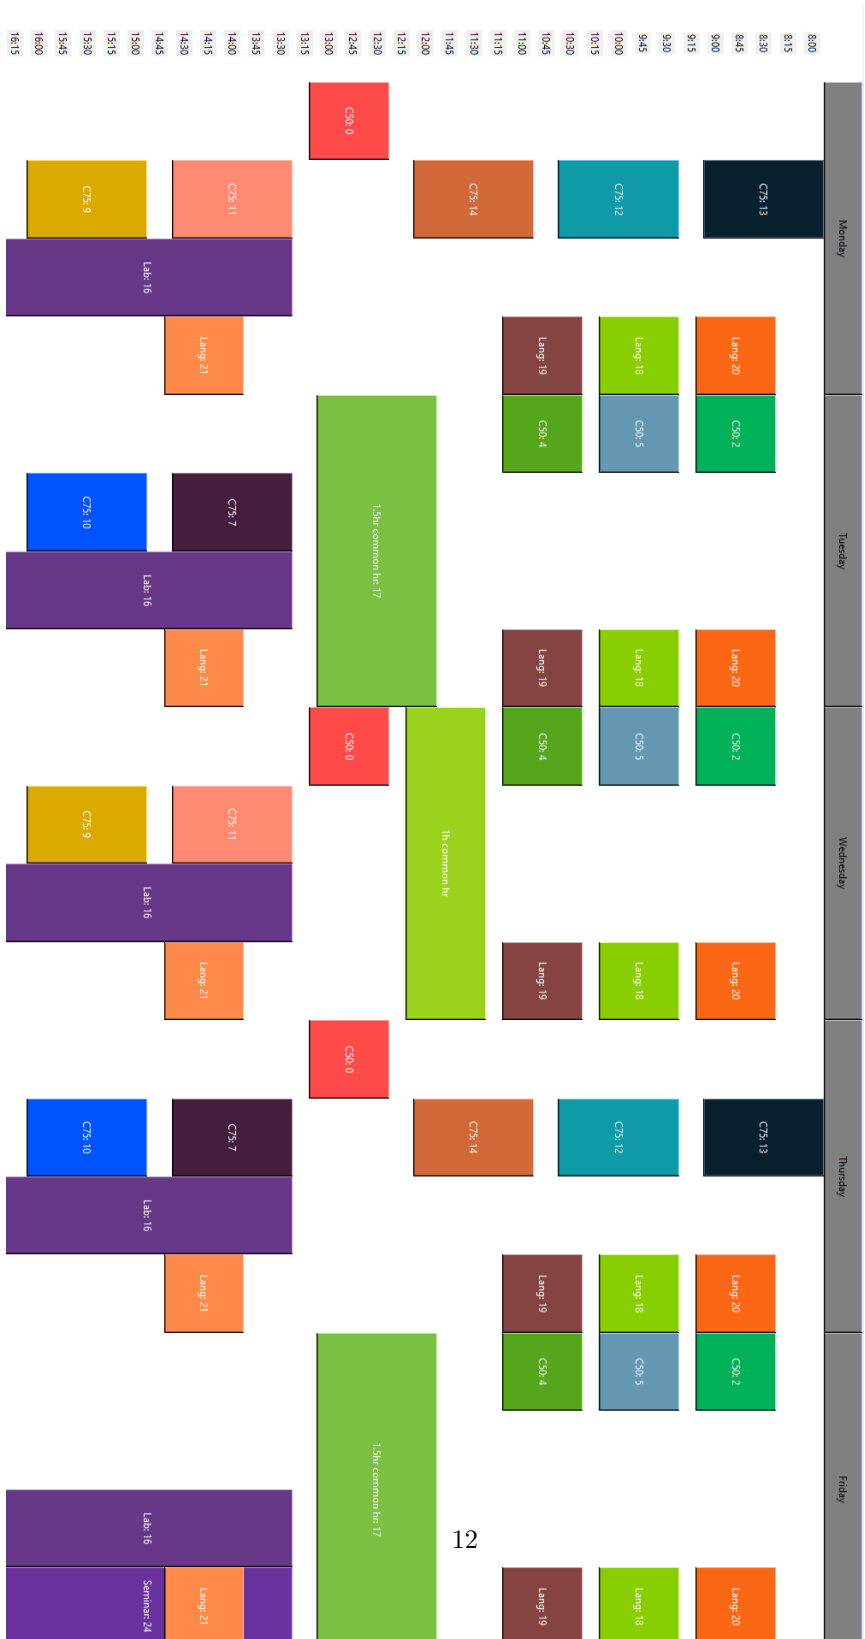 Monday
Tuesday
Wednesday
Thursday
Friday
8:00
8:15
8:30
8:45
9:00
9:15
9:30
9:45
10:00
10:15
10:30
10:45
11:00
11:15
11:30
11:45
12:00
12:15
12:30
12:45
13:00
13:15
13:30
13:45
14:00
14:15
14:30
14:45
15:00
15:15
15:30
15:45
16:00
16:15
C75: 13
C75: 13
Lang: 20
C50: 2
Lang: 20
C50: 2
Lang: 20
Lang: 20
C50: 2
Lang: 20
Lang: 18
C50: 5
Lang: 18
C50: 5
Lang: 18
Lang: 18
C50: 5
Lang: 18
C75: 12
C75: 12
Lang: 19
C50: 4
Lang: 19
C50: 4
Lang: 19
Lang: 19
C50: 4
Lang: 19
C75: 14
C75: 14
1h common hr
1.5hr common hr: 17
1.5hr common hr: 17
C50: 0
C50: 0
C50: 0
C75: 11
C75: 7
C75: 11
C75: 7
Lang: 21
Lang: 21
Lang: 21
Lang: 21
Lang: 21
Lab: 16
Lab: 16
Lab: 16
Lab: 16
Lab: 16
Seminar: 24
C75: 9
C75: 10
C75: 9
C75: 10
12